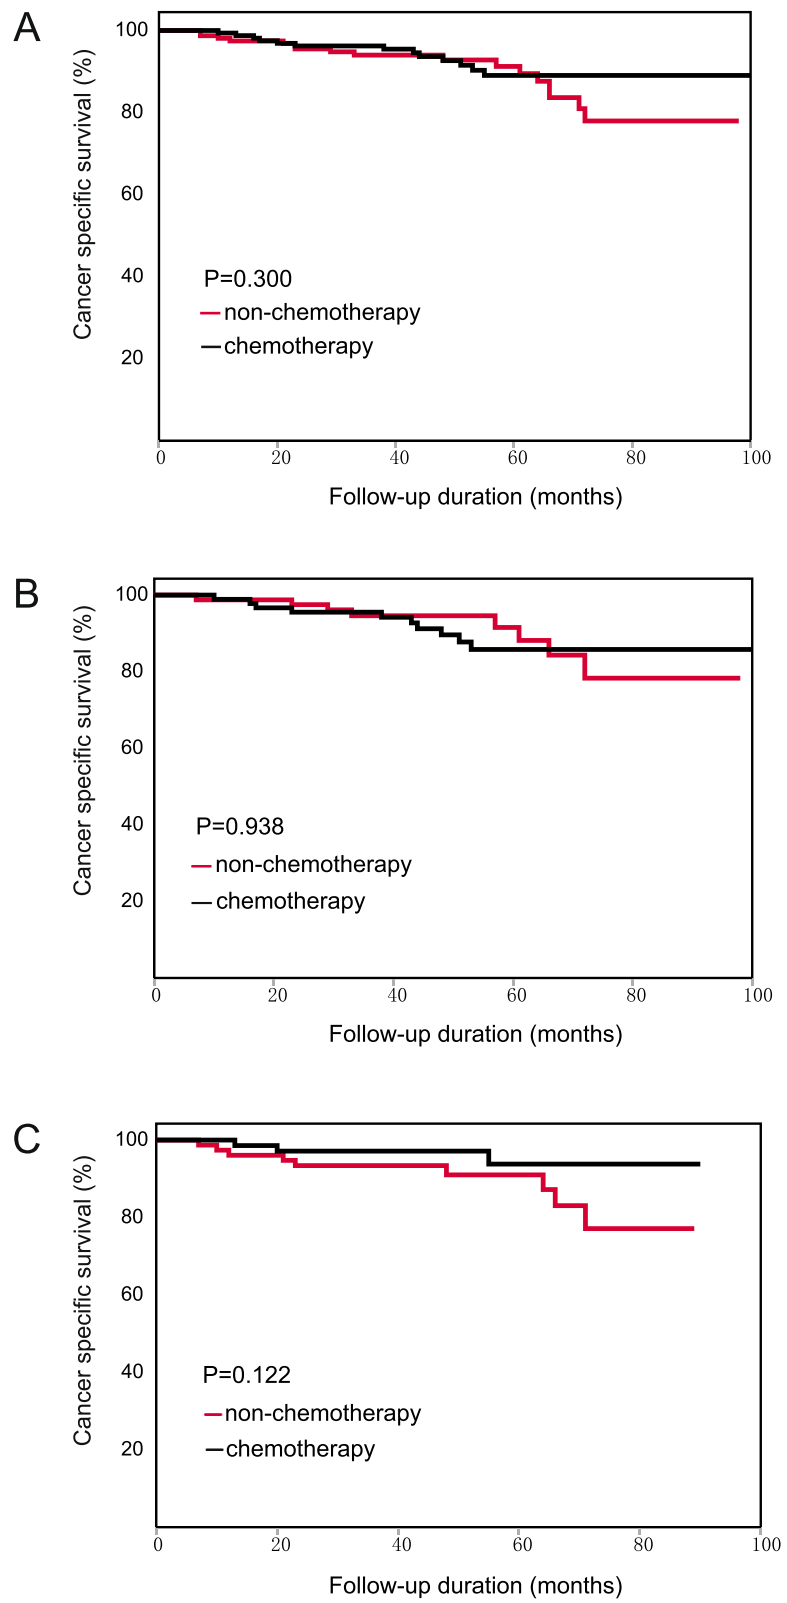 A
Cancer specific survival (%)
100
80
60
40
20
P=0.300
non-chemotherapy
chemotherapy
0 20 40 60 80 100
Follow-up duration (months)
B
Cancer specific survival (%)
100
80
60
40
20
P=0.938
non-chemotherapy
chemotherapy
0 20 40 60 80 100
Follow-up duration (months)
C
Cancer specific survival (%)
100
80
60
40
20
P=0.122
non-chemotherapy
chemotherapy
0 20 40 60 80 100
Follow-up duration (months)